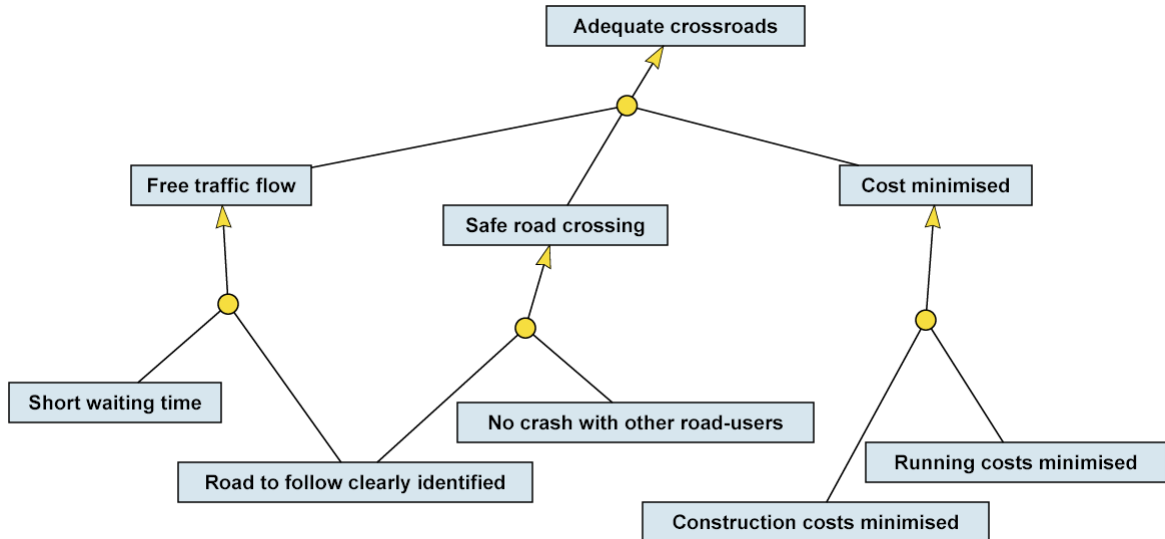 Adequate crossroads
Free traffic flow
Cost minimised
Safe road crossing
Short waiting time
No crash with other road-users
Running costs minimised
Road to follow clearly identified
Construction costs minimised